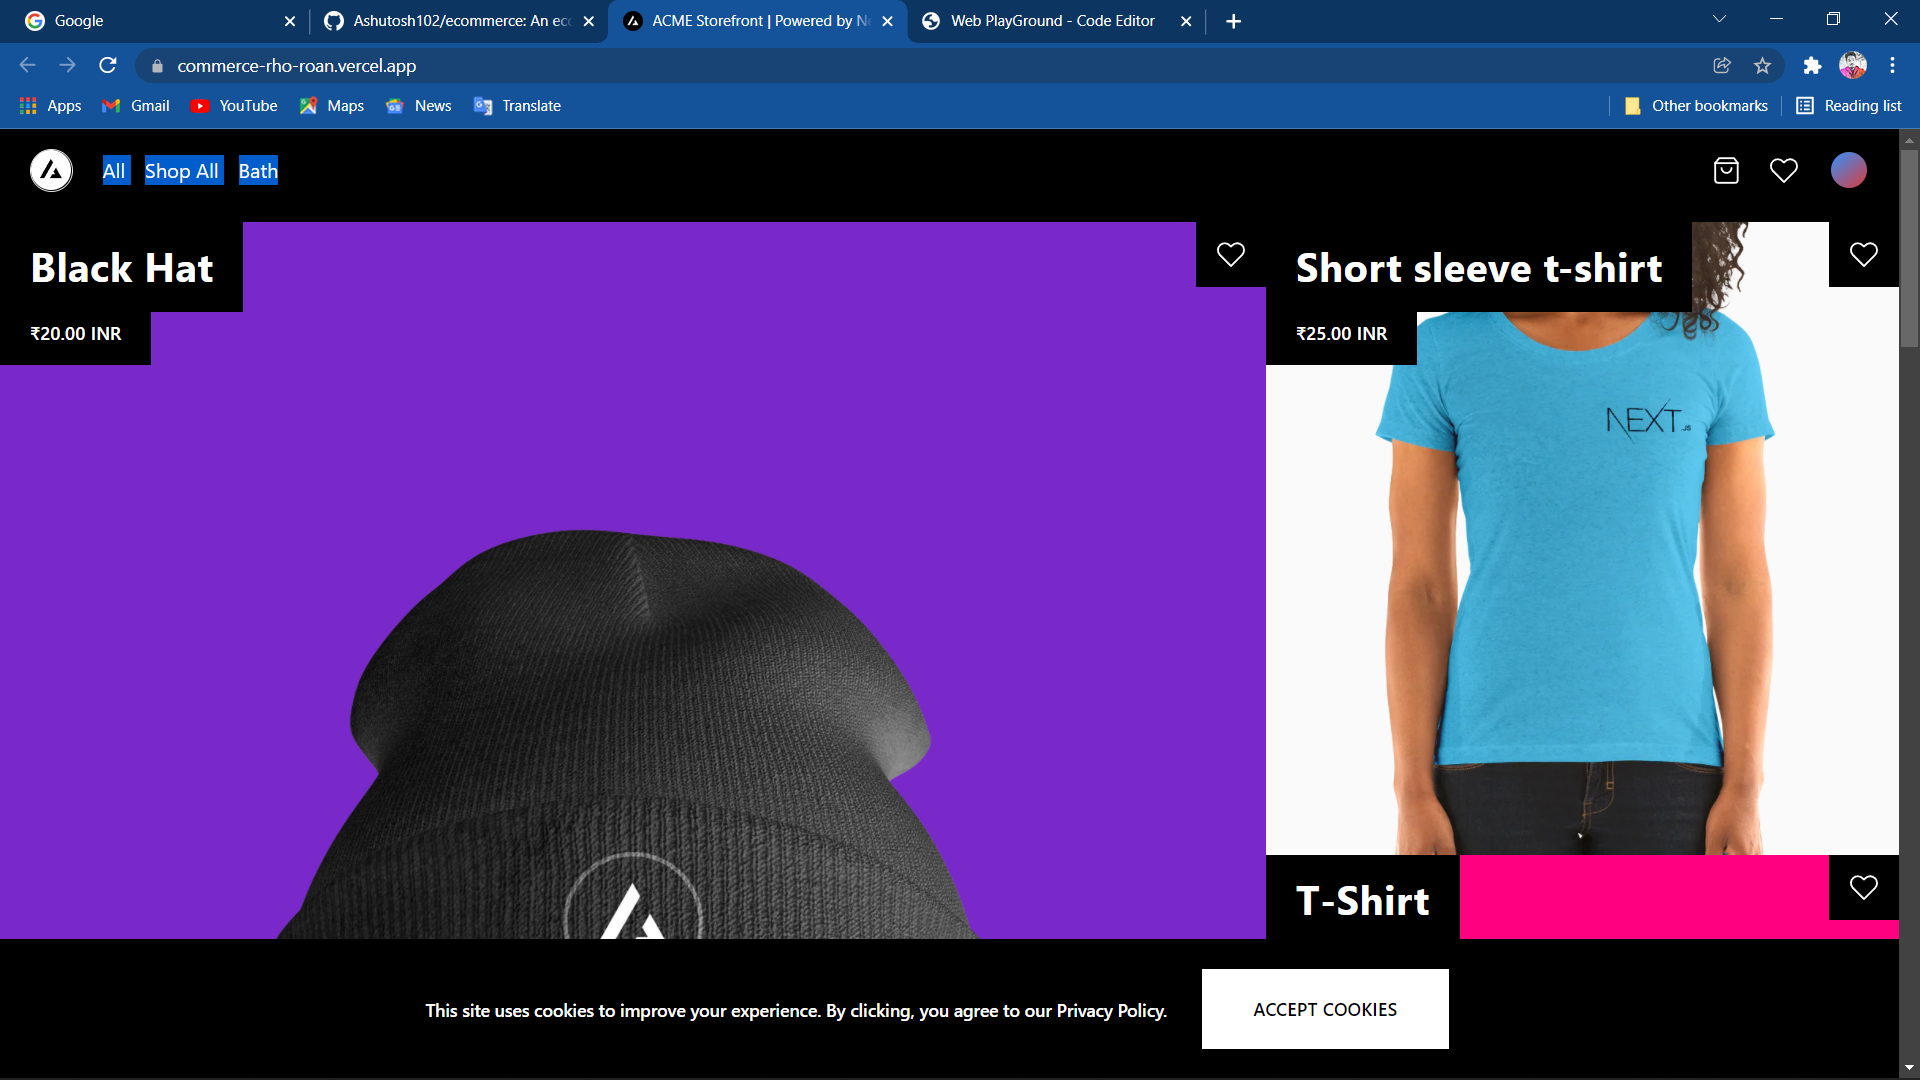 Google
Ashutosh102/ecommerce: An ec
ACME Storefront | Powered by N
Web PlayGround - Code Editor
commerce-rho-roan.vercel.app
Apps
Gmail
YouTube
Maps
News
Translate
Other bookmarks
Reading list
All
Shop All
Bath
Black Hat
₹20.00 INR
Short sleeve t-shirt
₹25.00 INR
NEXT.JS
T-Shirt
This site uses cookies to improve your experience. By clicking, you agree to our Privacy Policy.
ACCEPT COOKIES